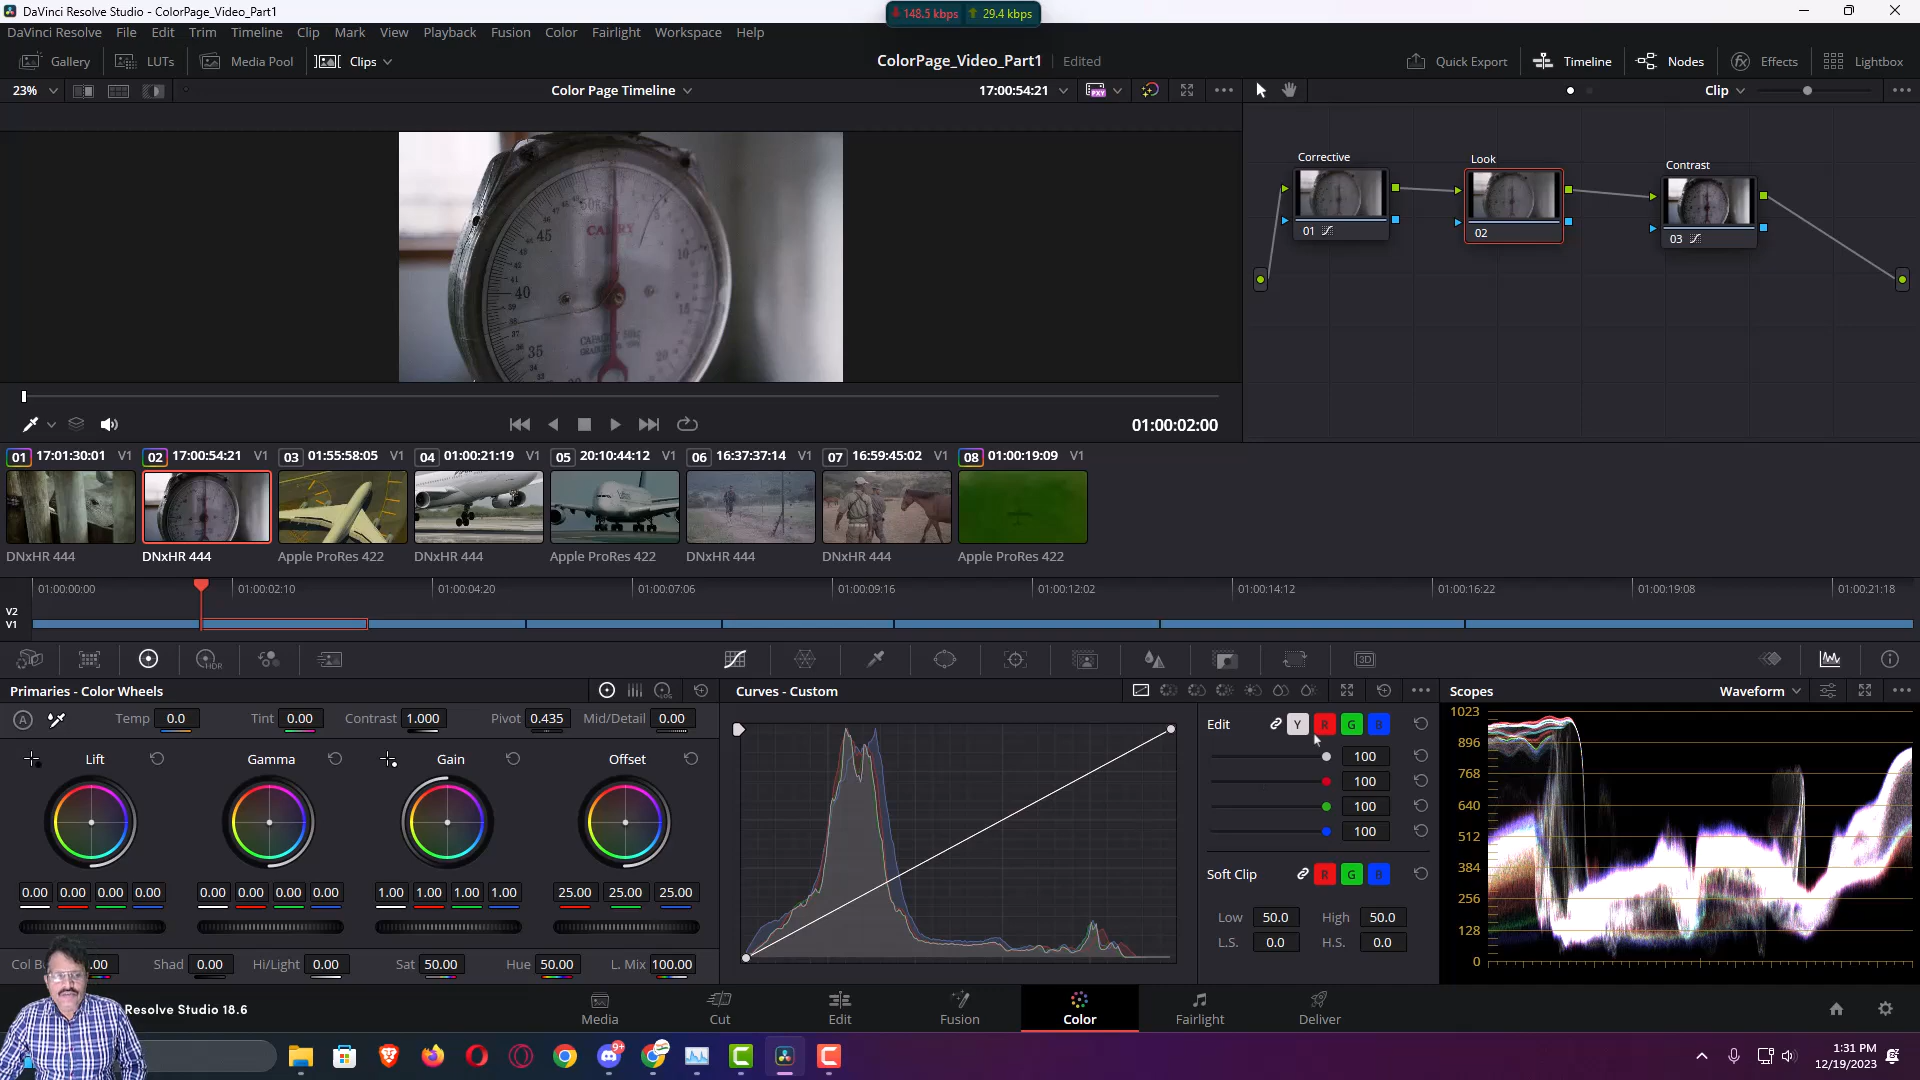 DaVinci Resolve Studio - ColorPage_Video_Part1
148.5 kbps 29.4 kbps
DaVinci Resolve File Edit Trim Timeline Clip Mark View Playback Fusion Color Fairlight Workspace Help
Gallery LUTs Media Pool Clips ColorPage_Video_Part1 Edited Quick Export Timeline Nodes Effects Lightbox
23% Color Page Timeline 17:00:54:21 PXY Clip
Corrective Look Contrast
01 02 03
45
40
35
10
15
20
01:00:02:00
01 17:01:30:01 V1 02 17:00:54:21 V1 03 01:55:58:05 V1 04 01:00:21:19 V1 05 20:10:44:12 V1 06 16:37:37:14 V1 07 16:59:45:02 V1 08 01:00:19:09 V1
DNxHR 444 DNxHR 444 Apple ProRes 422 DNxHR 444 Apple ProRes 422 DNxHR 444 DNxHR 444 Apple ProRes 422
01:00:00:00 01:00:02:10 01:00:04:20 01:00:07:06 01:00:09:16 01:00:12:02 01:00:14:12 01:00:16:22 01:00:19:08 01:00:21:18
V2
V1
HDR 3D
Primaries - Color Wheels LOG Curves - Custom Scopes Waveform
A Temp 0.0 Tint 0.00 Contrast 1.000 Pivot 0.435 Mid/Detail 0.00
Lift Gamma Gain Offset
0.00 0.00 0.00 0.00 0.00 0.00 0.00 0.00 1.00 1.00 1.00 1.00 25.00 25.00 25.00
Col B .00 Shad 0.00 Hi/Light 0.00 Sat 50.00 Hue 50.00 L. Mix 100.00
Edit Y R G B
100
100
100
100
Soft Clip R G B
Low 50.0 High 50.0
L.S. 0.0 H.S. 0.0
1023
896
768
640
512
384
256
128
0
Resolve Studio 18.6
Media Cut Edit Fusion Color Fairlight Deliver
9+
1:31 PM
12/19/2023